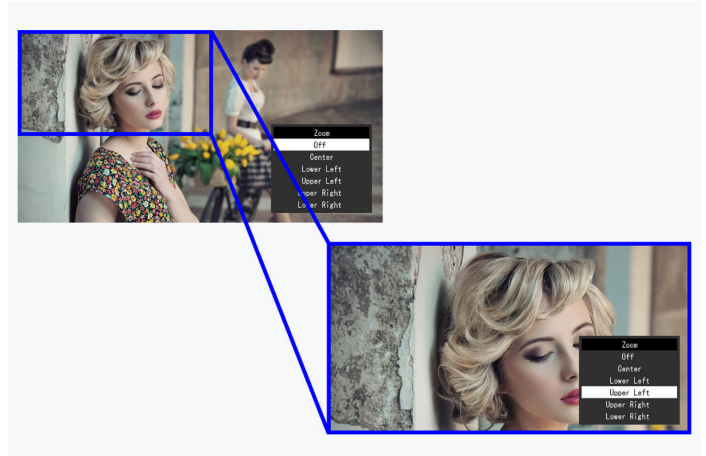 Zoom
Off
Center
Lower Left
Upper Left
Upper Right
Lower Right
Zoom
Off
Center
Lower Left
Upper Left
Upper Right
Lower Right